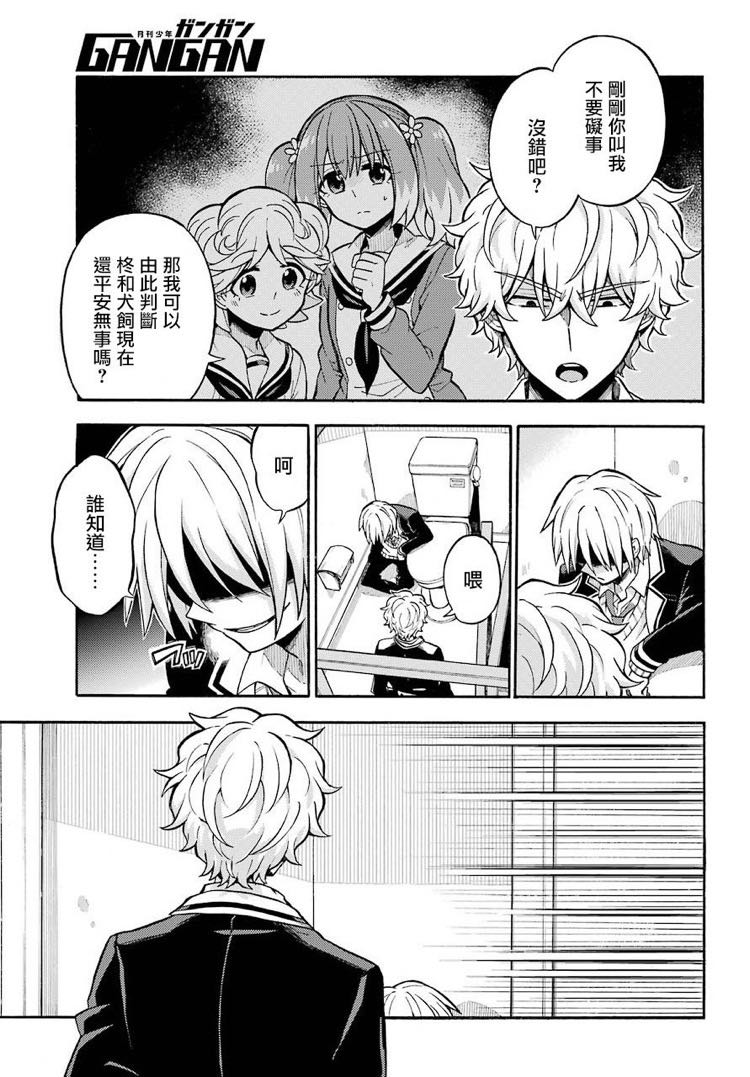 月刊少年
ガンガン
GANGAN
剛剛你叫我
不要礙事
沒錯吧？
那我可以
由此判斷
柊和犬飼現在
還平安無事嗎？
喂
呵
誰知道……